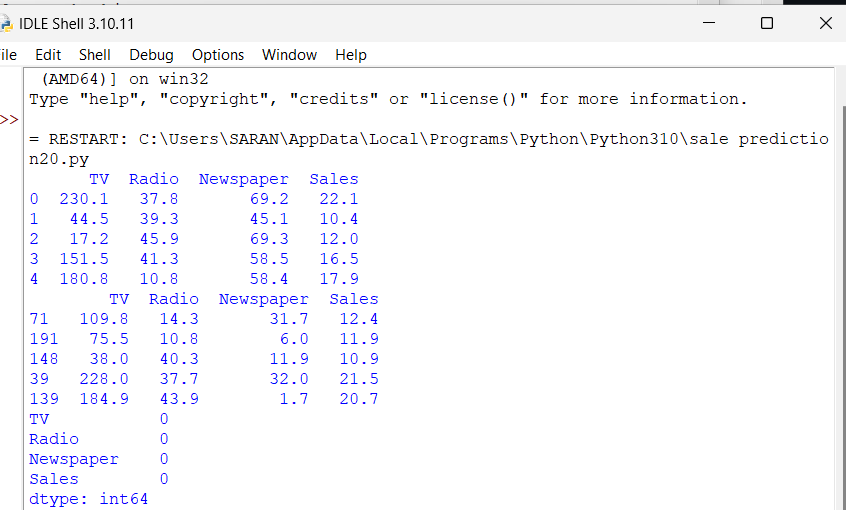 IDLE Shell 3.10.11
ile Edit Shell Debug Options Window Help
(AMD64)] on win32
Type "help", "copyright", "credits" or "license()" for more information.
>>
= RESTART: C:\Users\SARAN\AppData\Local\Programs\Python\Python310\sale predictio
n20.py
TV Radio Newspaper Sales
0 230.1 37.8 69.2 22.1
1 44.5 39.3 45.1 10.4
2 17.2 45.9 69.3 12.0
3 151.5 41.3 58.5 16.5
4 180.8 10.8 58.4 17.9
TV Radio Newspaper Sales
71 109.8 14.3 31.7 12.4
191 75.5 10.8 6.0 11.9
148 38.0 40.3 11.9 10.9
39 228.0 37.7 32.0 21.5
139 184.9 43.9 1.7 20.7
TV 0
Radio 0
Newspaper 0
Sales 0
dtype: int64